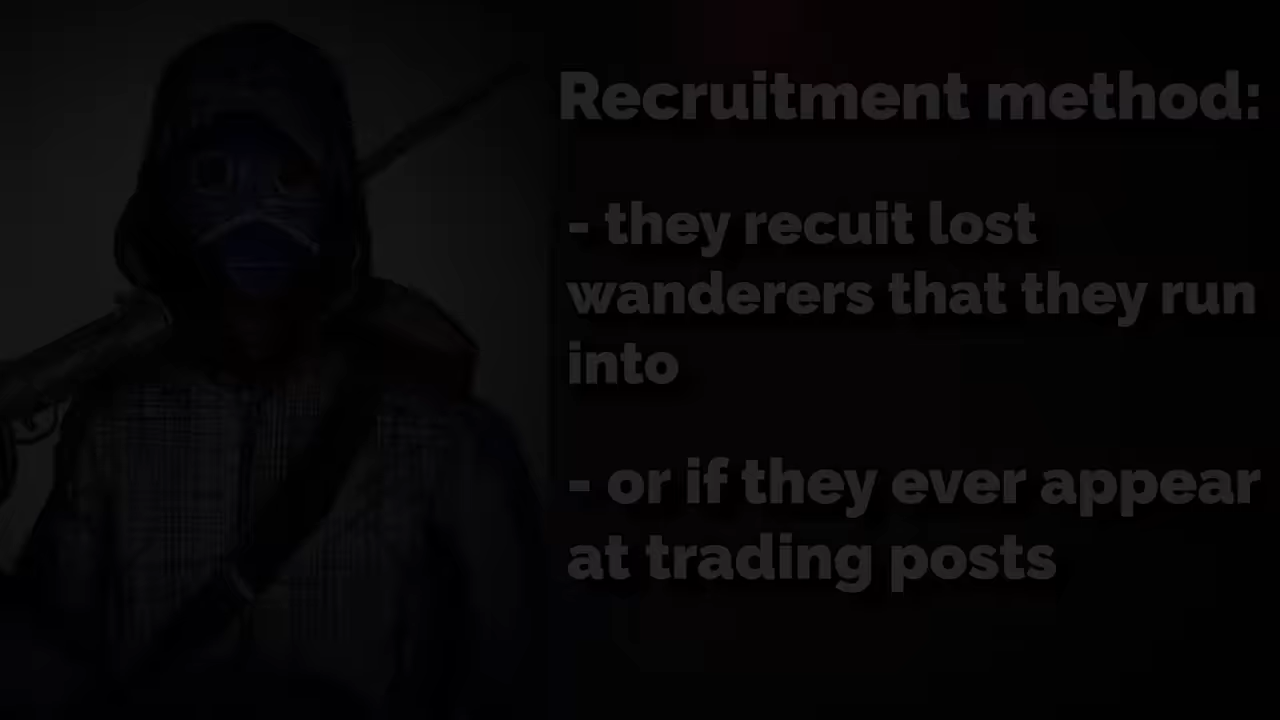 Recruitment method:
- they recuit lost
wanderers that they run
into
- or if they ever appear
at trading posts